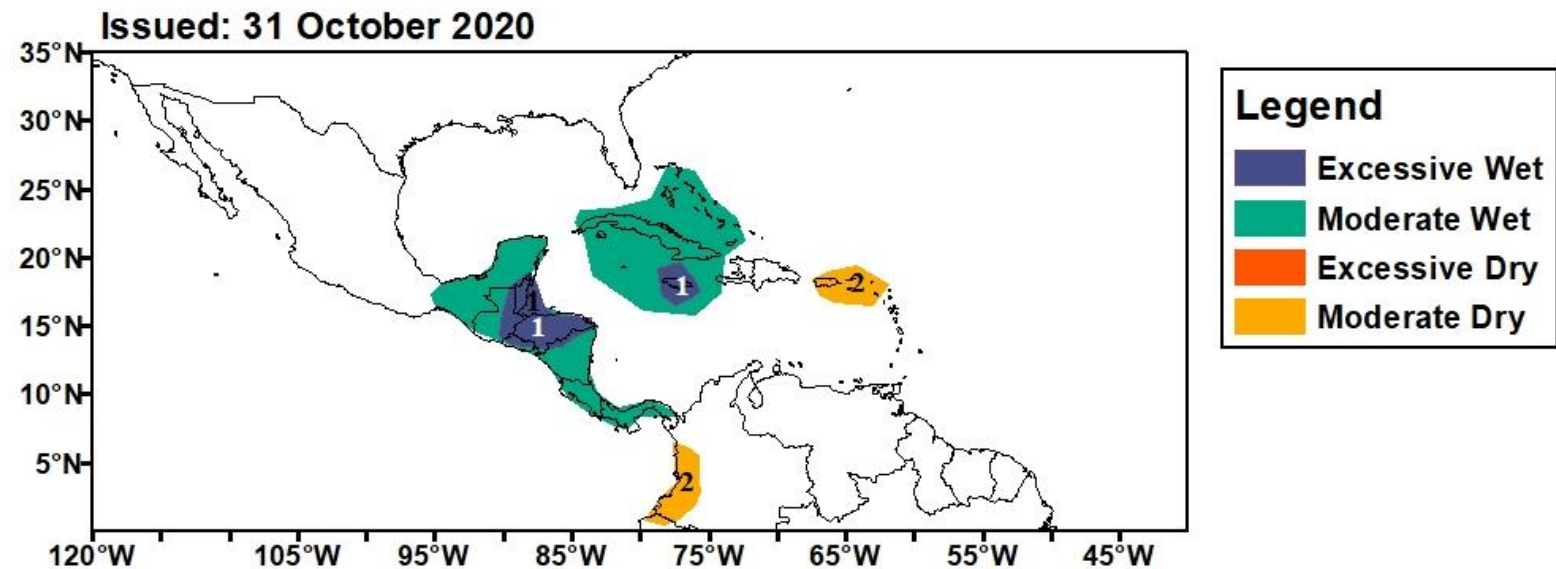 Issued: 31 October 2020
35°N
30°N
25°N
20°N
15°N
10°N
5°N
120°W
105°W
95°W
85°W
75°W
65°W
55°W
45°W
1
1
1
2
2
Legend
Excessive Wet
Moderate Wet
Excessive Dry
Moderate Dry